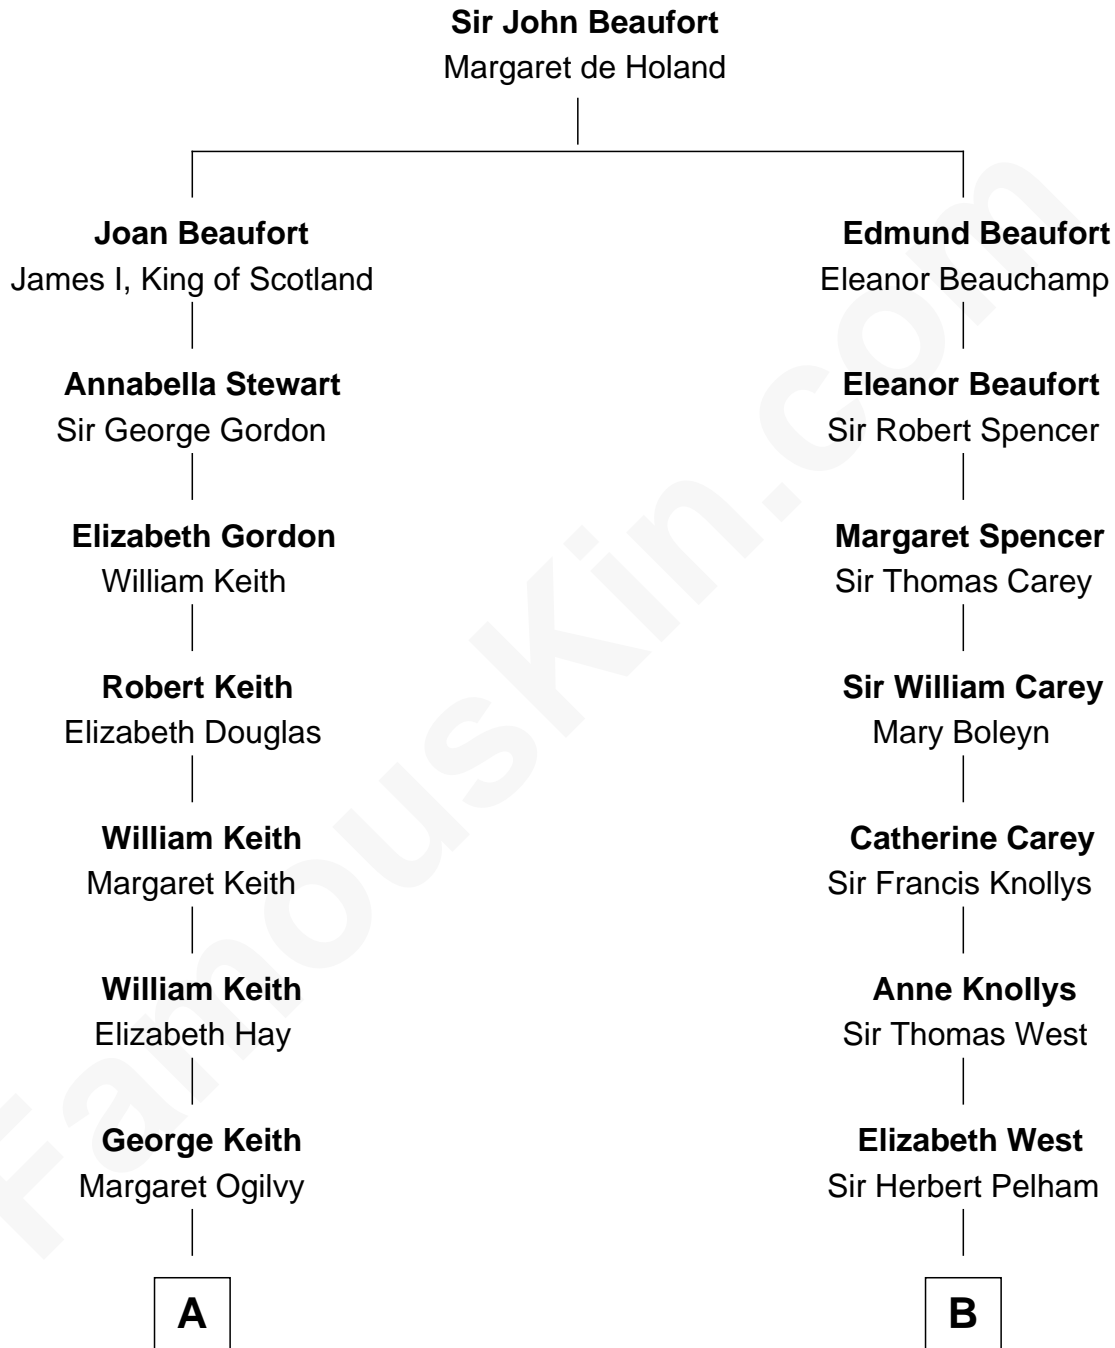 Sir John Beaufort
Margaret de Holand
Joan Beaufort
James I, King of Scotland
Edmund Beaufort
Eleanor Beauchamp
Annabella Stewart
Sir George Gordon
Eleanor Beaufort
Sir Robert Spencer
Elizabeth Gordon
William Keith
Margaret Spencer
Sir Thomas Carey
Robert Keith
Elizabeth Douglas
Sir William Carey
Mary Boleyn
William Keith
Margaret Keith
Catherine Carey
Sir Francis Knollys
William Keith
Elizabeth Hay
Anne Knollys
Sir Thomas West
George Keith
Margaret Ogilvy
Elizabeth West
Sir Herbert Pelham
A
B
FamousKin.com